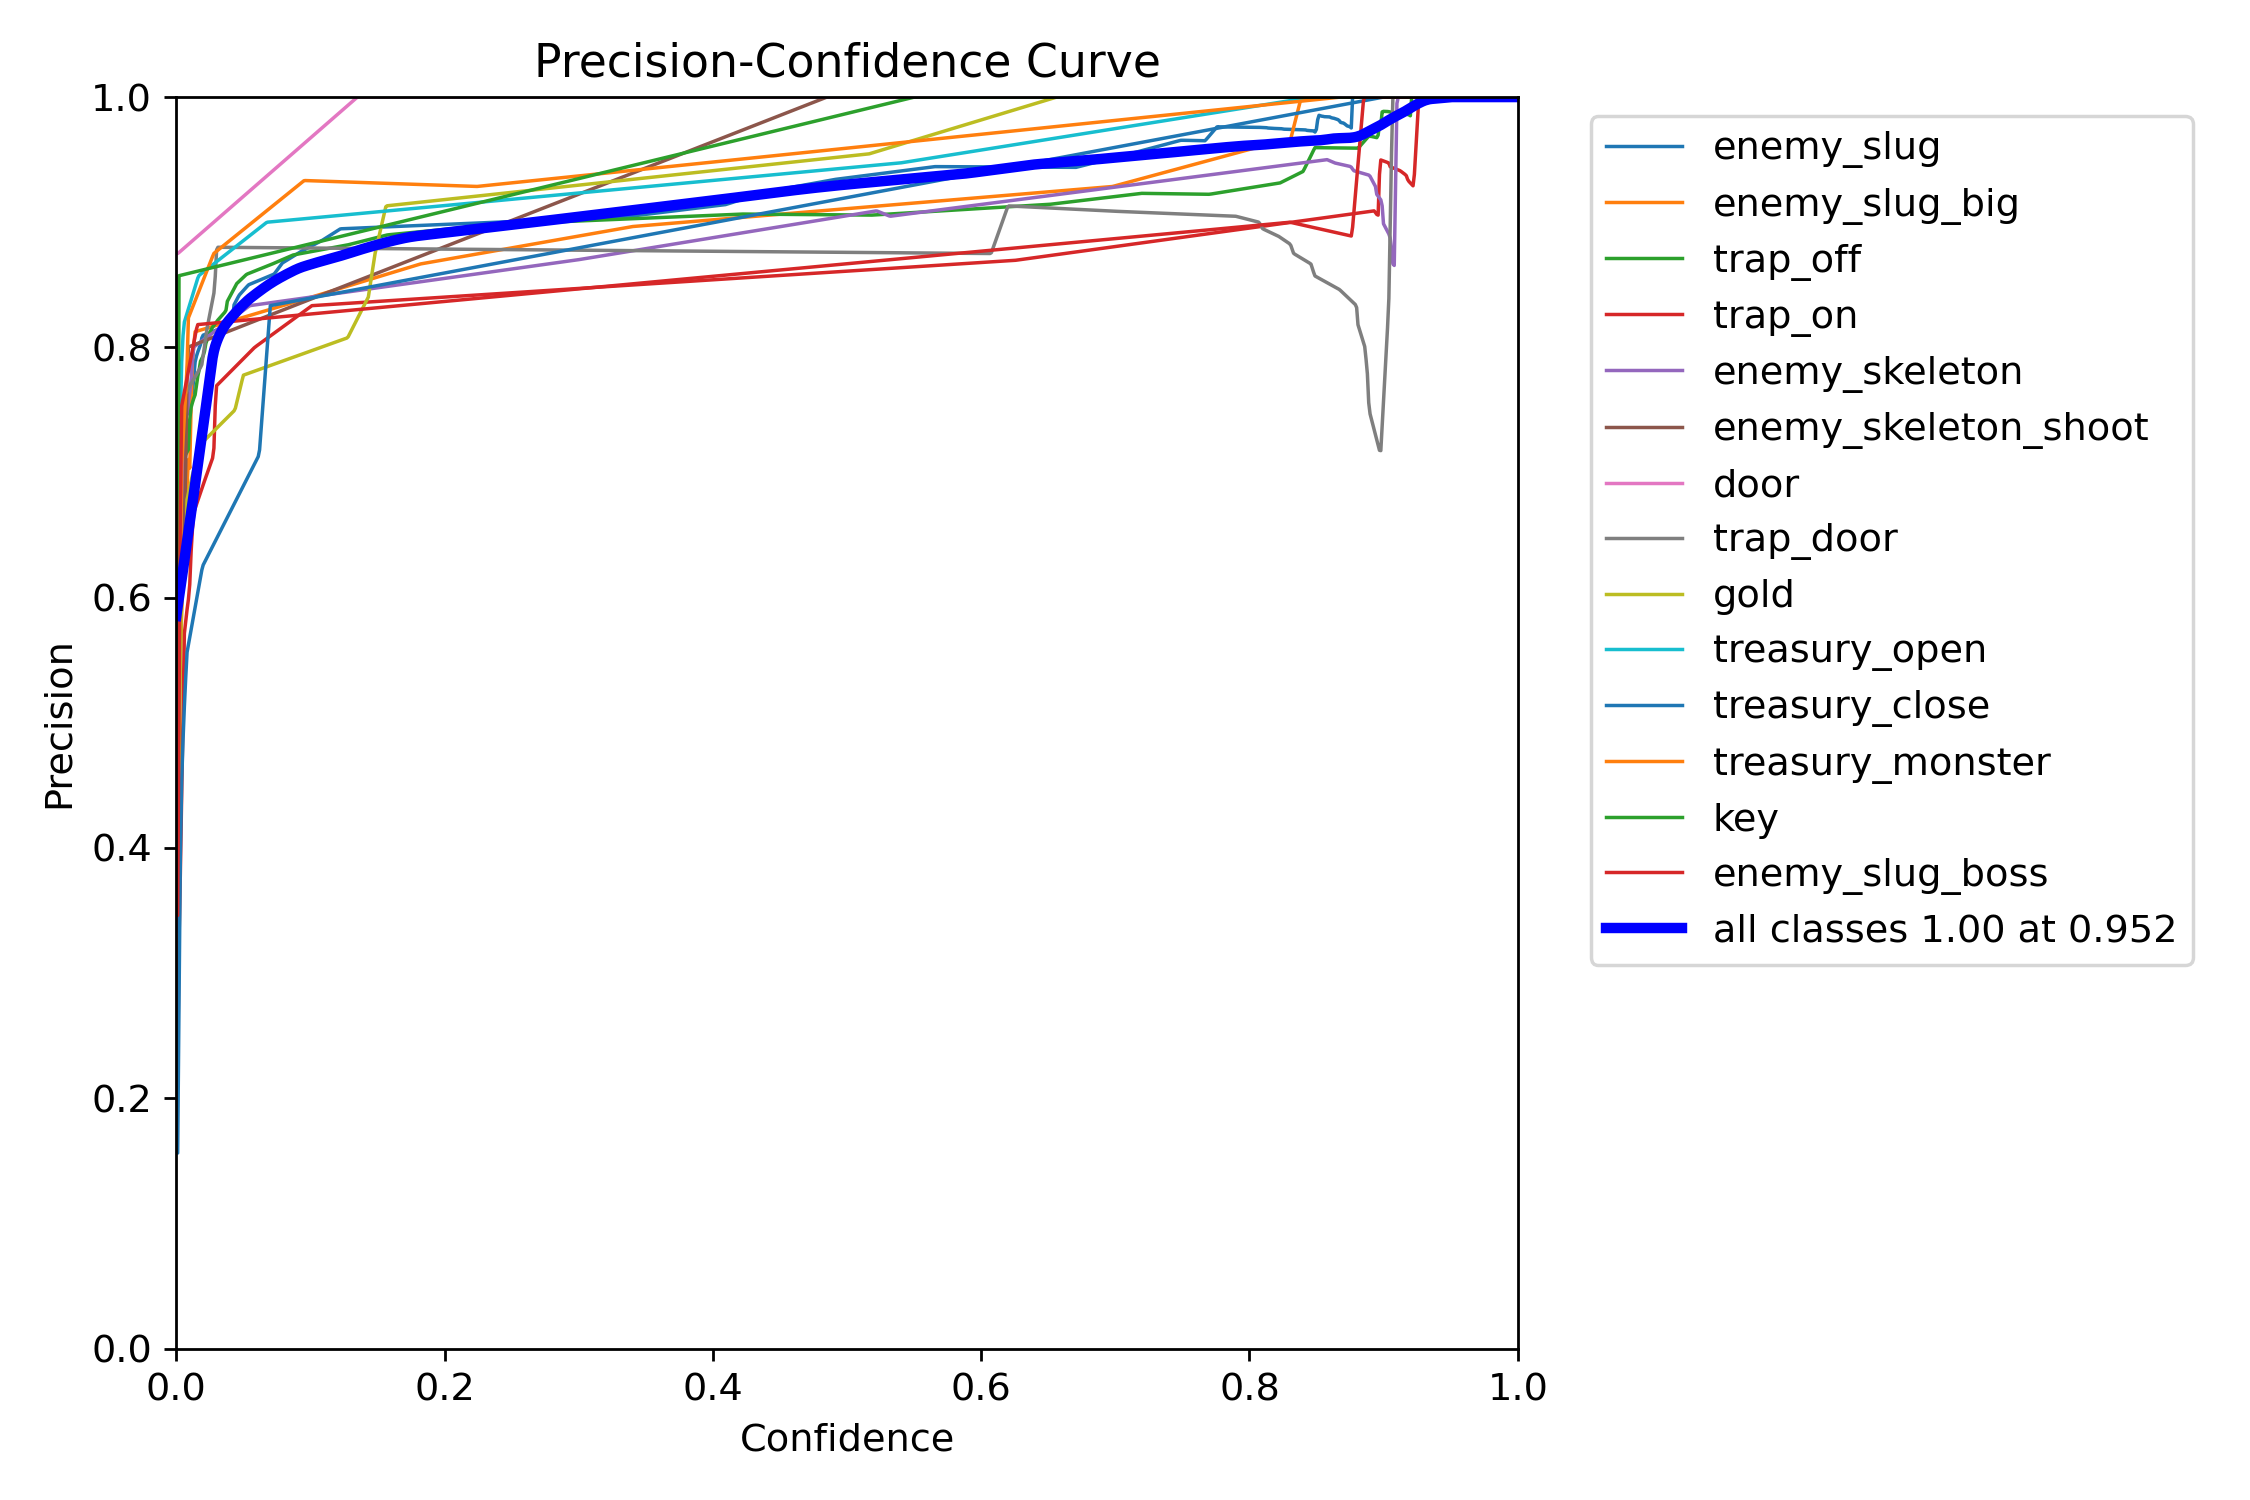 Precision-Confidence Curve
1.0
0.8
0.6
0.4
0.2
0.0
Precision
0.0 0.2 0.4 0.6 0.8 1.0
Confidence
enemy_slug
enemy_slug_big
trap_off
trap_on
enemy_skeleton
enemy_skeleton_shoot
door
trap_door
gold
treasury_open
treasury_close
treasury_monster
key
enemy_slug_boss
all classes 1.00 at 0.952